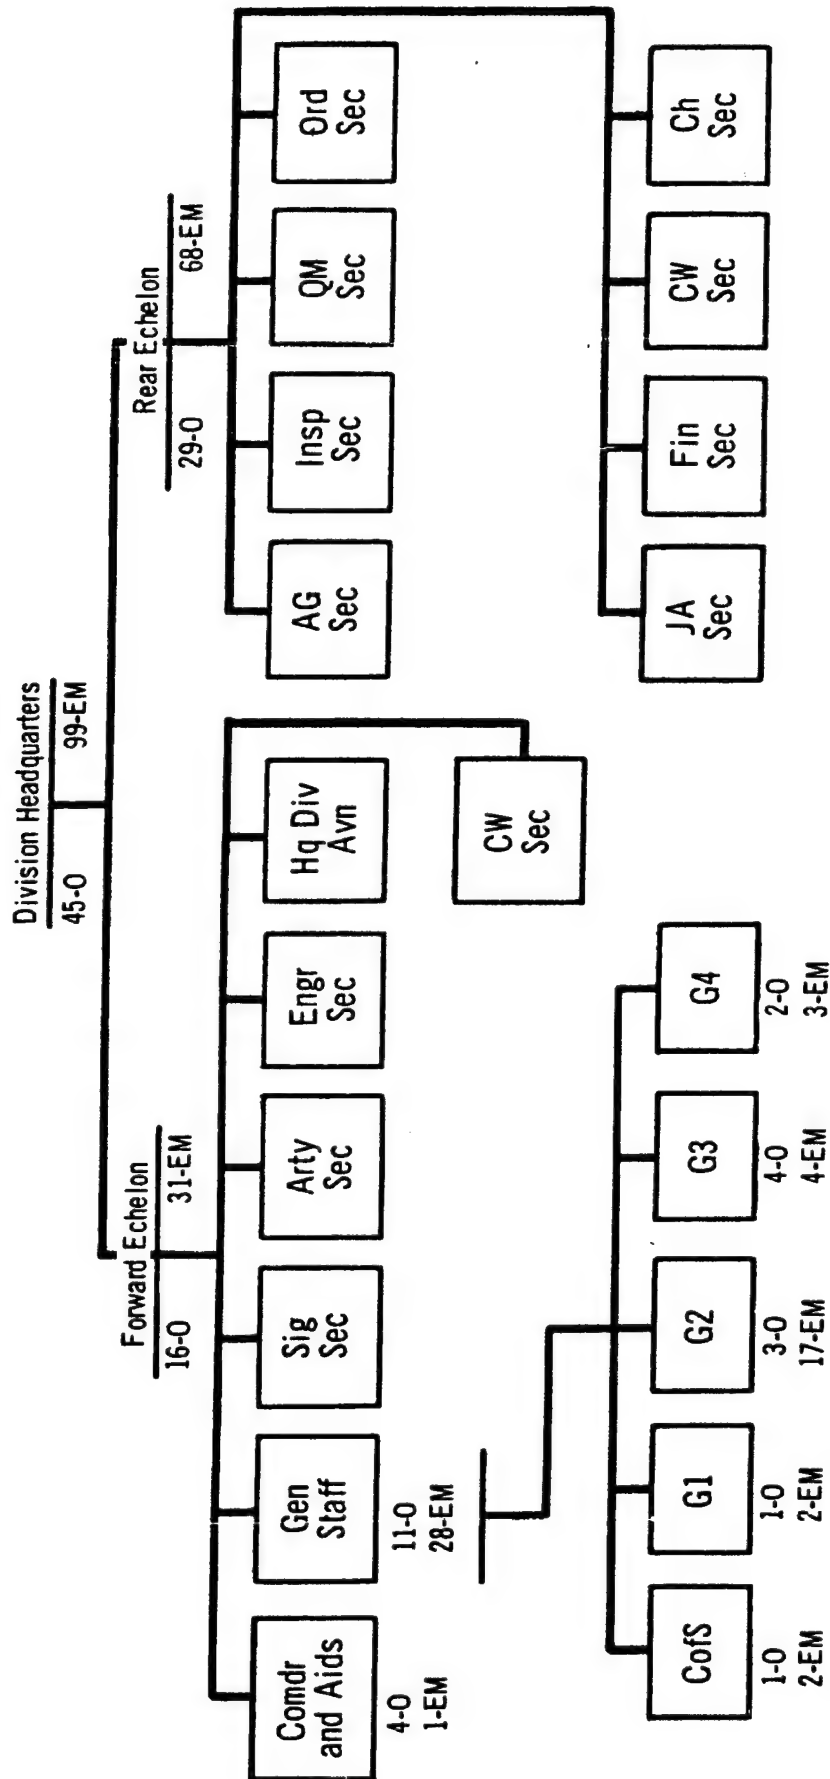 Division Headquarters
45-O 99-EM
Forward Echelon
16-O 31-EM
Comdr
and Aids
4-O
1-EM
Gen
Staff
11-O
28-EM
Sig
Sec
Arty
Sec
Engr
Sec
Hq Div
Avn
CW
Sec
CofS
1-O
2-EM
G1
1-O
2-EM
G2
3-O
17-EM
G3
4-O
4-EM
G4
2-O
3-EM
Rear Echelon
29-O 68-EM
AG
Sec
Insp
Sec
QM
Sec
Ord
Sec
JA
Sec
Fin
Sec
CW
Sec
Ch
Sec